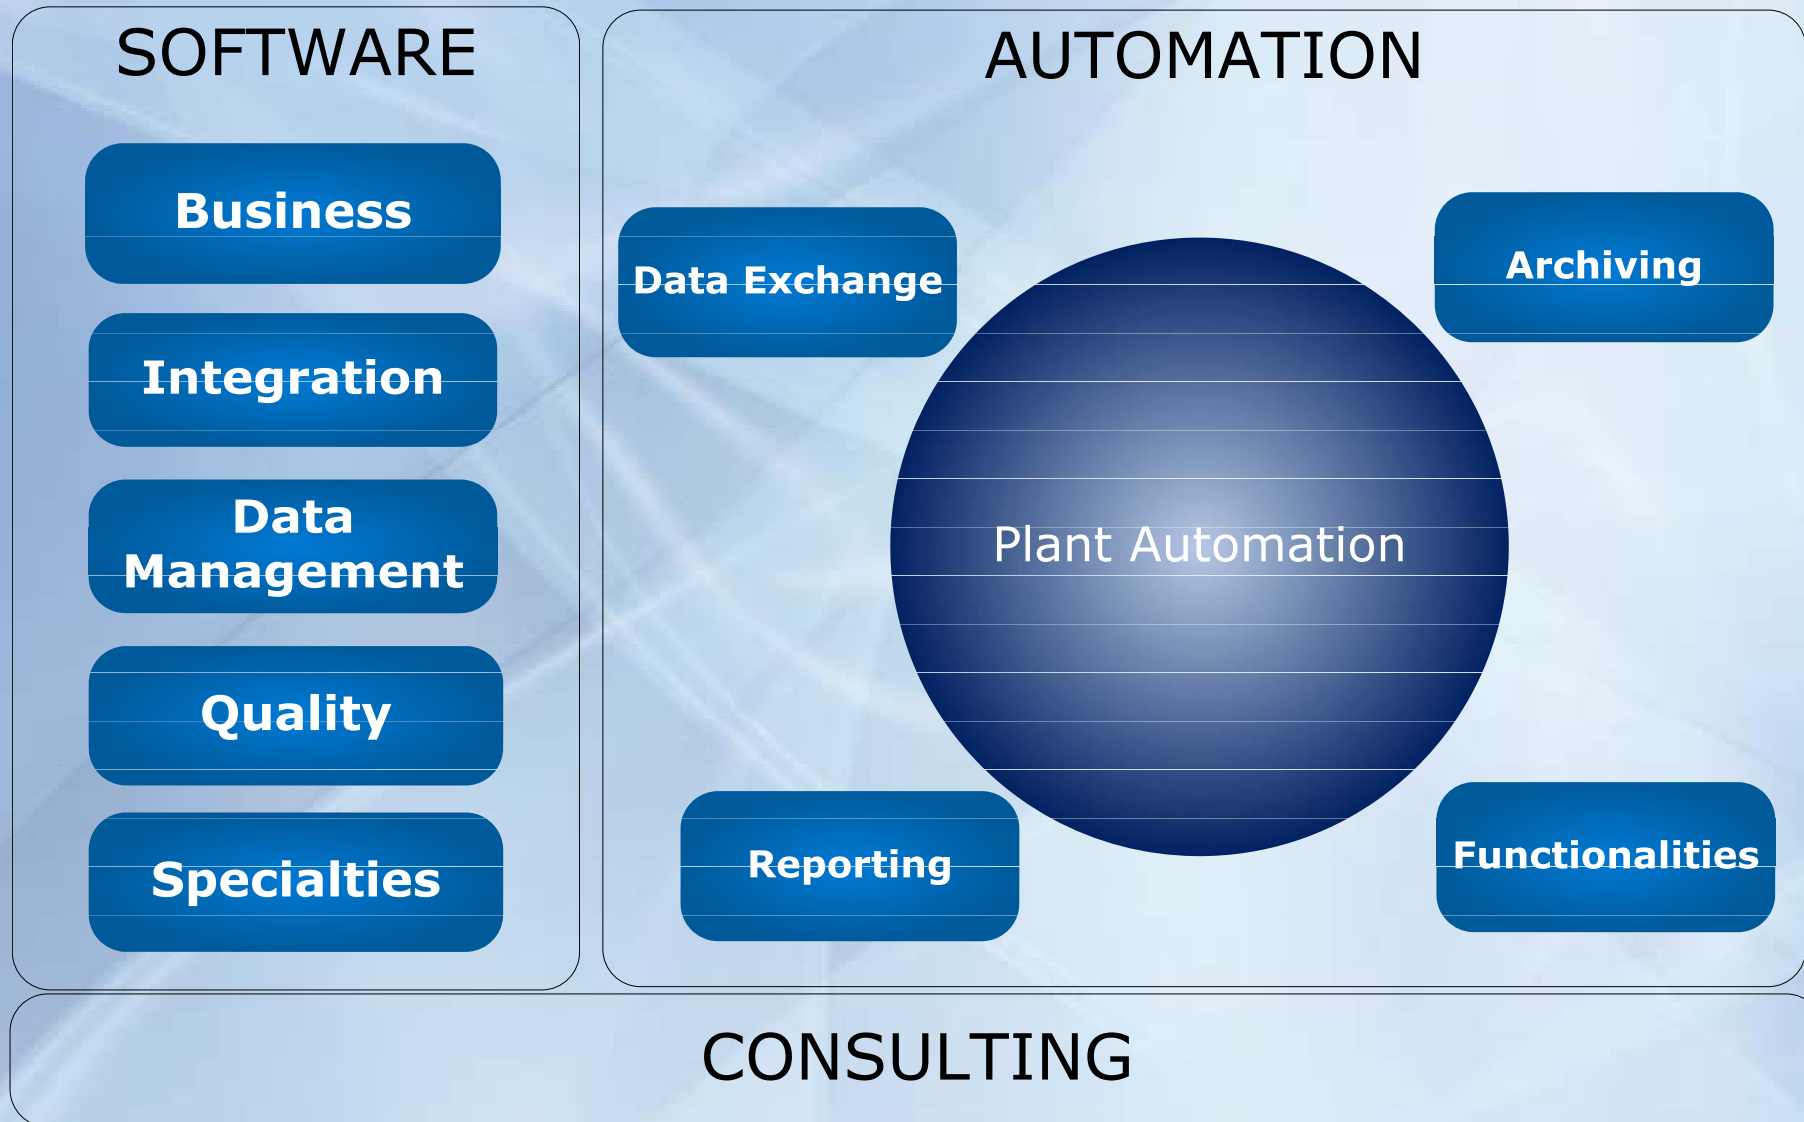 SOFTWARE
Business
Integration
Data
Management
Quality
Specialties
AUTOMATION
Data Exchange
Archiving
Plant Automation
Reporting
Functionalities
CONSULTING